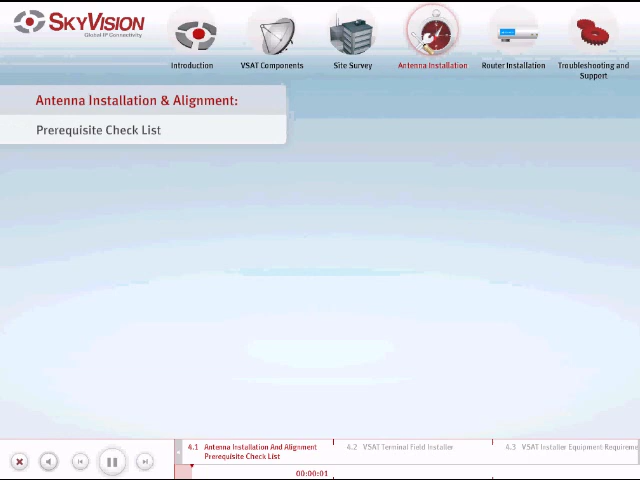 SKYVISION
Global IP Connectivity
Introduction
VSAT Components
Site Survey
Antenna Installation
Router Installation
Troubleshooting and
Support
Antenna Installation & Alignment:
Prerequisite Check List
4.1 Antenna Installation And Alignment
Prerequisite Check List
4.2 VSAT Terminal Field Installer
4.3 VSAT Installer Equipment Requireme
00:00:01